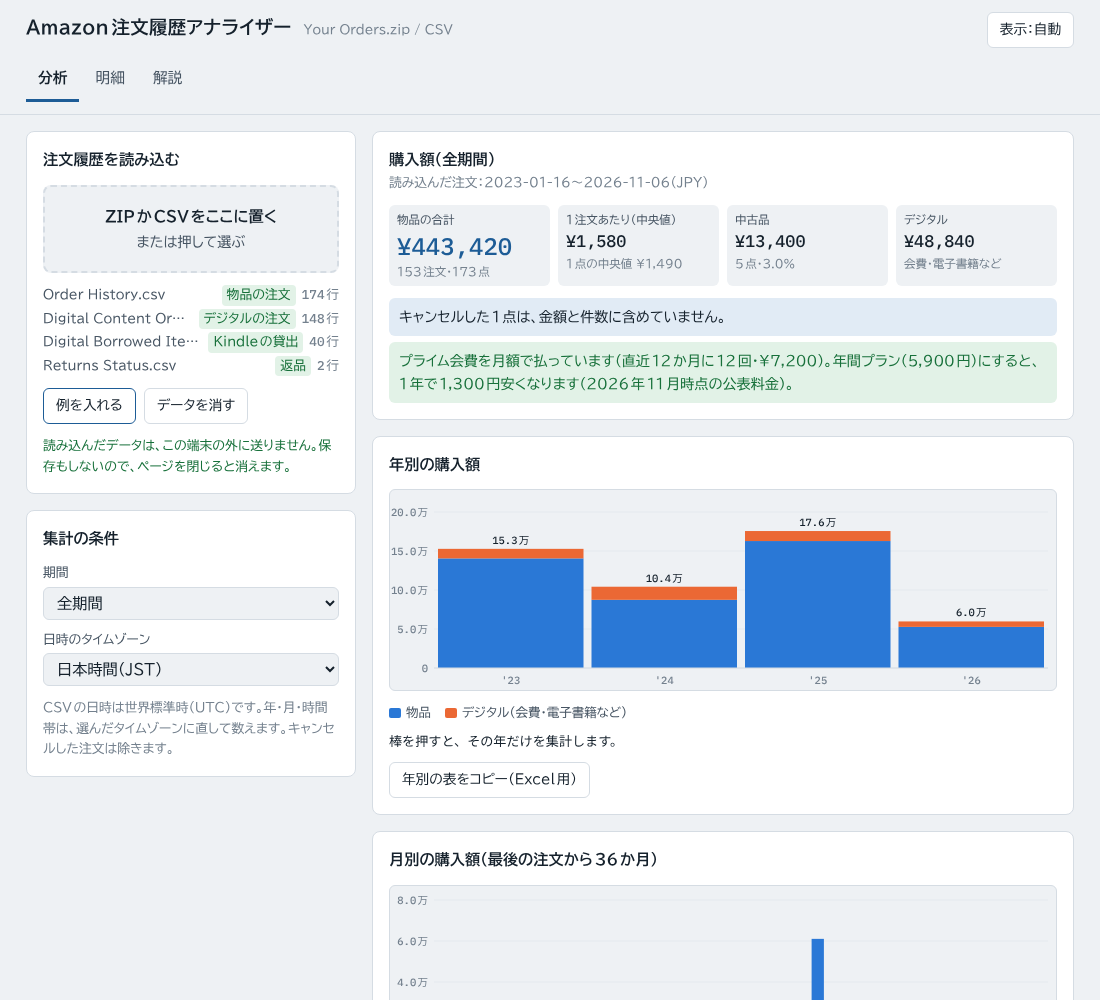 Amazon注文履歴アナライザー Your Orders.zip / CSV
表示:自動
分析 明細 解説
注文履歴を読み込む
ZIPかCSVをここに置く
または押して選ぶ
Order History.csv 物品の注文 174行
Digital Content Or… デジタルの注文 148行
Digital Borrowed Ite… Kindleの貸出 40行
Returns Status.csv 返品 2行
例を入れる データを消す
読み込んだデータは、この端末の外に送りません。保
存もしないので、ページを閉じると消えます。
集計の条件
期間
全期間
日時のタイムゾーン
日本時間(JST)
CSVの日時は世界標準時(UTC)です。年・月・時間
帯は、選んだタイムゾーンに直して数えます。キャンセ
ルした注文は除きます。
購入額(全期間)
読み込んだ注文:2023-01-16〜2026-11-06(JPY)
物品の合計
¥443,420
153注文・173点
1注文あたり(中央値)
¥1,580
1点の中央値 ¥1,490
中古品
¥13,400
5点・3.0%
デジタル
¥48,840
会費・電子書籍など
キャンセルした1点は、金額と件数に含めていません。
プライム会費を月額で払っています(直近12か月に12回・¥7,200)。年間プラン(5,900円)にすると、
1年で1,300円安くなります(2026年11月時点の公表料金)。
年別の購入額
20.0万
15.0万
10.0万
5.0万
0
15.3万
10.4万
17.6万
6.0万
'23 '24 '25 '26
物品 デジタル(会費・電子書籍など)
棒を押すと、その年だけを集計します。
年別の表をコピー(Excel用)
月別の購入額(最後の注文から36か月)
8.0万
6.0万
4.0万